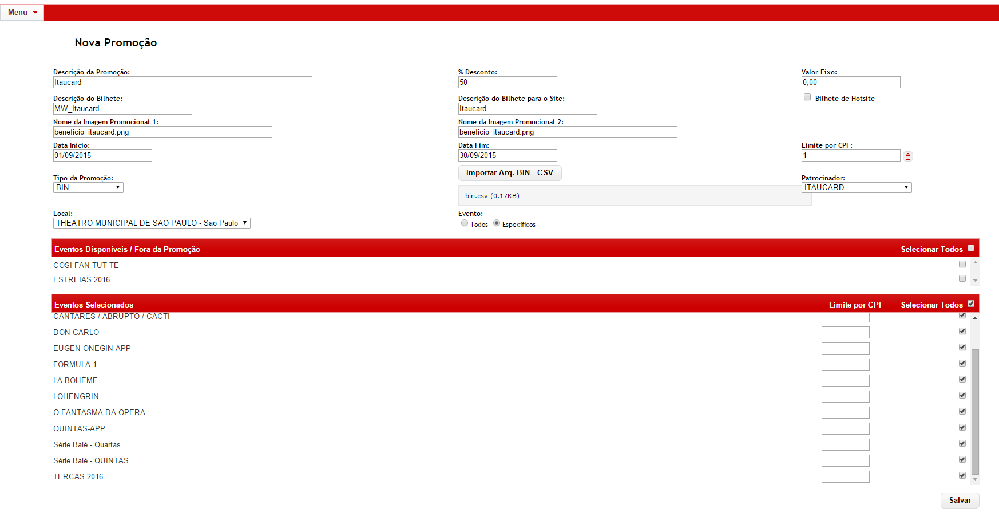 Menu
Nova Promoção
Descrição da Promoção: % Desconto: Valor Fixo:
Itaucard 50 0,00
Descrição do Bilhete: Descrição do Bilhete para o Site:
MW_Itaucard Itaucard Bilhete de Hotsite
Nome da Imagem Promocional 1: Nome da Imagem Promocional 2:
beneficio_itaucard.png beneficio_itaucard.png
Data Início: Data Fim: Limite por CPF:
01/09/2015 30/09/2015 1
Importar Arq. BIN - CSV
Tipo da Promoção: Patrocinador:
BIN ITAUCARD
bin.csv (0.17KB)
Local: Evento:
THEATRO MUNICIPAL DE SAO PAULO - Sao Paulo Todos Específicos
Eventos Disponíveis / Fora da Promoção Selecionar Todos
COSI FAN TUT TE
ESTREIAS 2016
Eventos Selecionados Limite por CPF Selecionar Todos
CANTARES / ABRUPTO / CACTI
DON CARLO
EUGEN ONEGIN APP
FORMULA 1
LA BOHÈME
LOHENGRIN
O FANTASMA DA OPERA
QUINTAS-APP
Série Balé - Quartas
Série Balé - QUINTAS
TERCAS 2016
Salvar